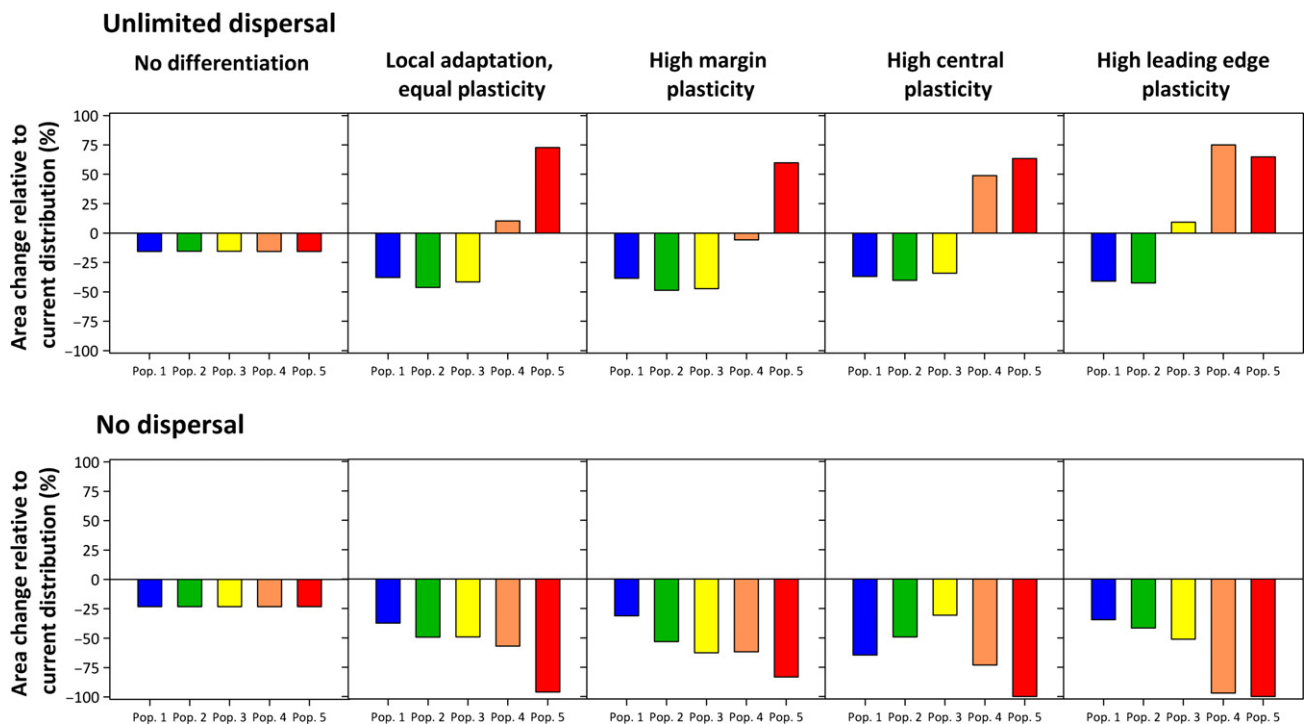 Unlimited dispersal
No differentiation
Local adaptation,
equal plasticity
High margin
plasticity
High central
plasticity
High leading edge
plasticity
Area change relative to
current distribution (%)
100
75
50
25
0
−25
−50
−75
−100
Pop. 1 Pop. 2 Pop. 3 Pop. 4 Pop. 5
Pop. 1 Pop. 2 Pop. 3 Pop. 4 Pop. 5
Pop. 1 Pop. 2 Pop. 3 Pop. 4 Pop. 5
Pop. 1 Pop. 2 Pop. 3 Pop. 4 Pop. 5
Pop. 1 Pop. 2 Pop. 3 Pop. 4 Pop. 5
No dispersal
Area change relative to
current distribution (%)
100
75
50
25
0
−25
−50
−75
−100
Pop. 1 Pop. 2 Pop. 3 Pop. 4 Pop. 5
Pop. 1 Pop. 2 Pop. 3 Pop. 4 Pop. 5
Pop. 1 Pop. 2 Pop. 3 Pop. 4 Pop. 5
Pop. 1 Pop. 2 Pop. 3 Pop. 4 Pop. 5
Pop. 1 Pop. 2 Pop. 3 Pop. 4 Pop. 5